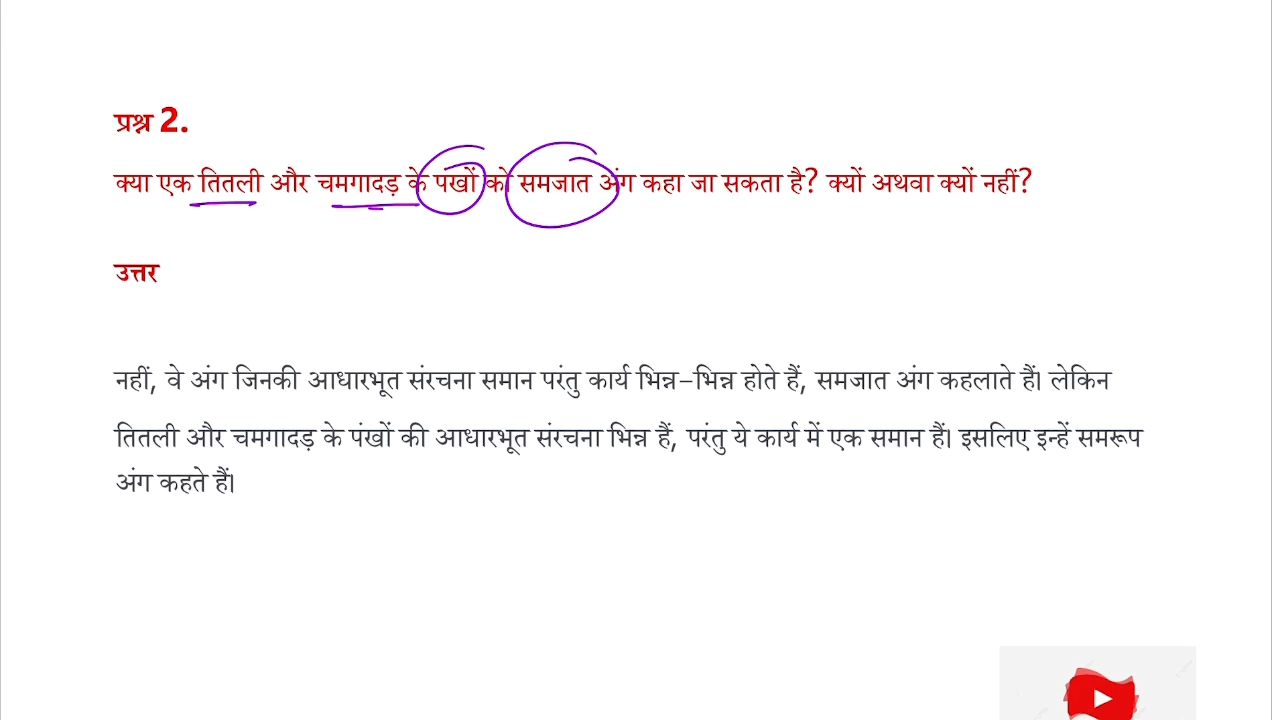 प्रश्न 2.
क्या एक तितली और चमगादड़ के पखों को समजात अंग कहा जा सकता है? क्यों अथवा क्यों नहीं?
उत्तर
नहीं, वे अंग जिनकी आधारभूत संरचना समान परंतु कार्य भिन्न-भिन्न होते हैं, समजात अंग कहलाते हैं। लेकिन
तितली और चमगादड़ के पंखों की आधारभूत संरचना भिन्न हैं, परंतु ये कार्य में एक समान हैं। इसलिए इन्हें समरूप
अंग कहते हैं।